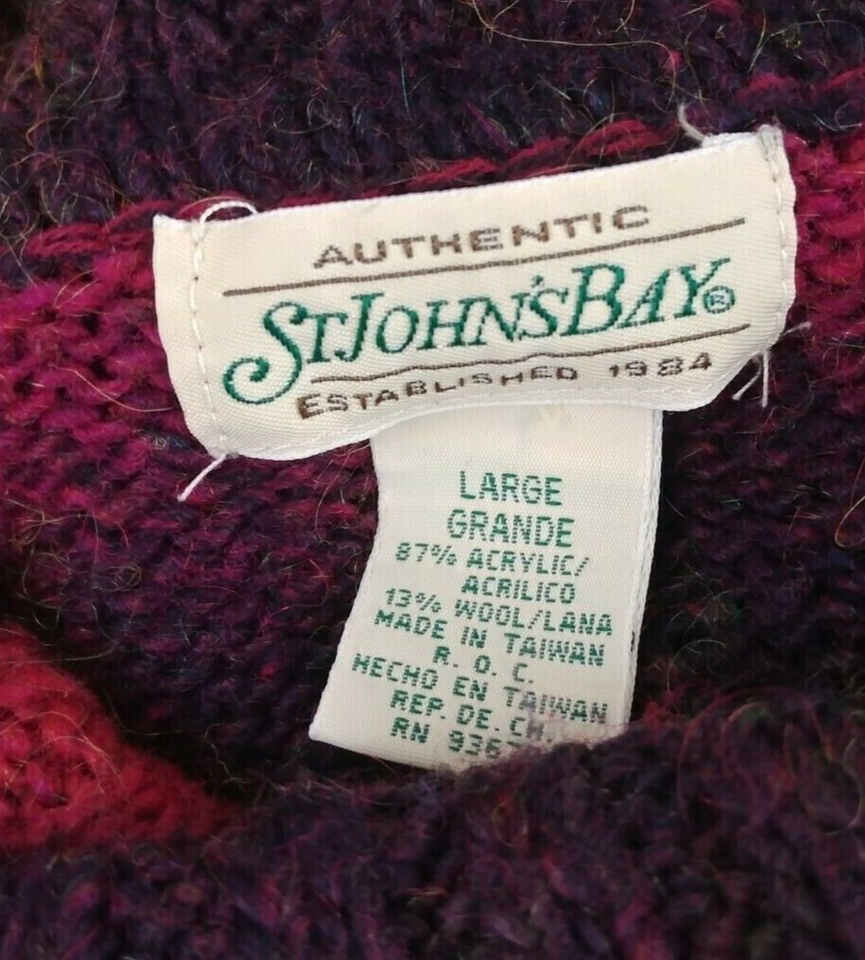 AUTHENTIC
ST JOHN'S BAY®
ESTABLISHED 1984
LARGE
GRANDE
87% ACRYLIC/
ACRILICO
13% WOOL/LANA
MADE IN TAIWAN
R. O. C.
HECHO EN TAIWAN
REP. DE. CH.
RN